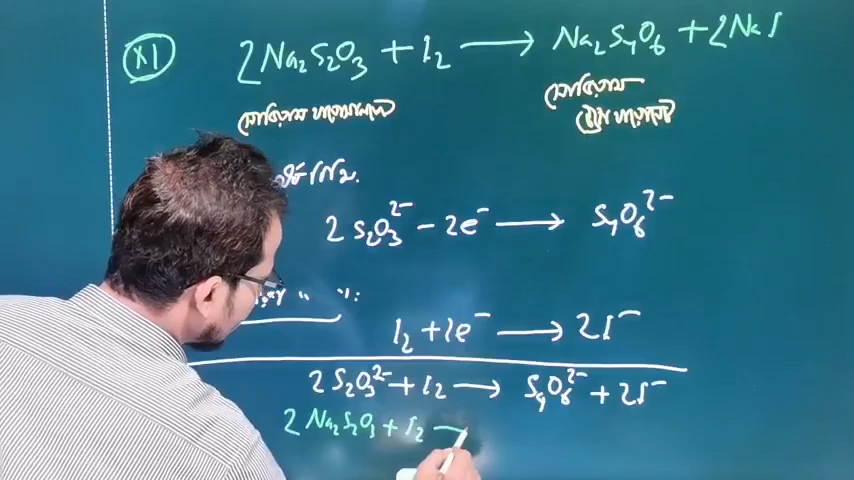 XI 2Na₂S₂O₃ + I₂ ⟶ Na₂S₄O₆ + 2NaI
সোডিয়াম থায়োসালফেট সোডিয়াম
2S₂O₃²⁻ − 2e⁻ ⟶ S₄O₆²⁻
I₂ + 2e⁻ ⟶ 2I⁻
2S₂O₃²⁻ + I₂ ⟶ S₄O₆²⁻ + 2I⁻
2Na₂S₂O₃ + I₂ ⟶